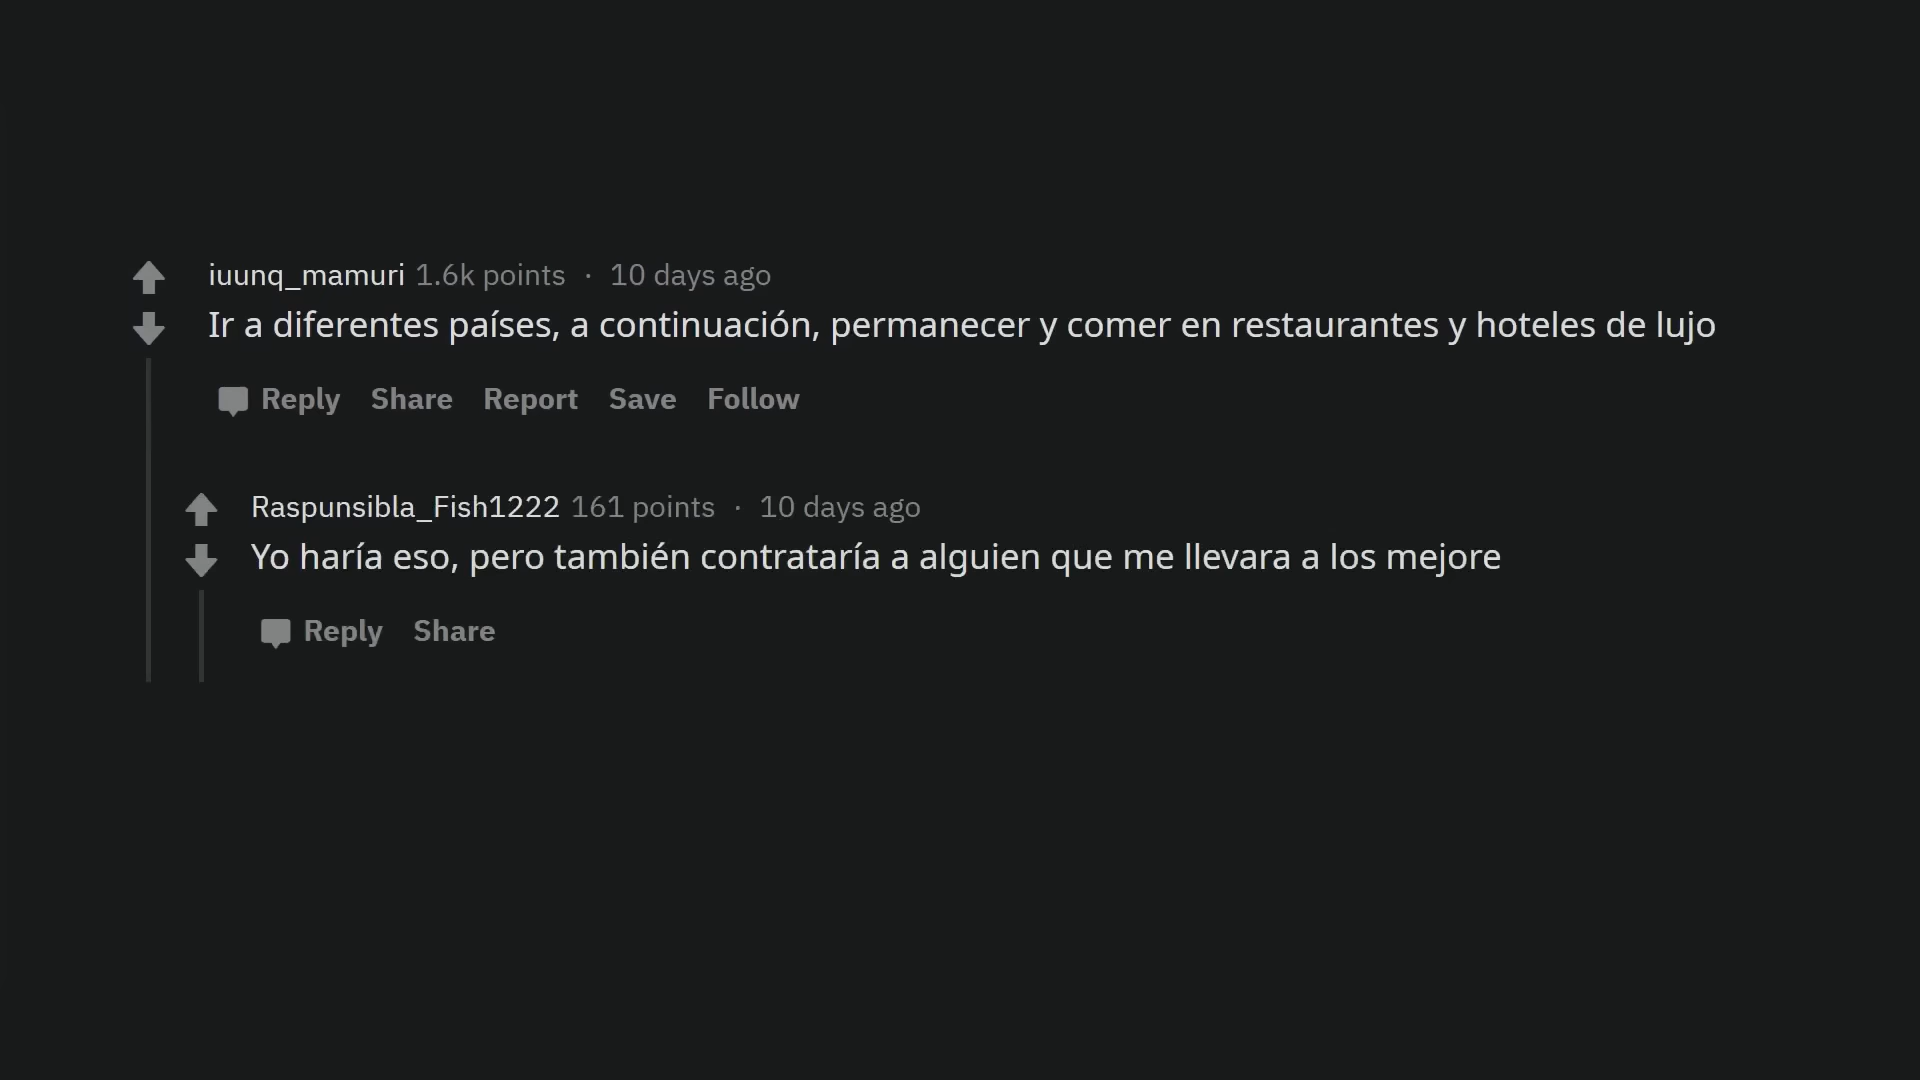 iuunq_mamuri 1.6k points · 10 days ago
Ir a diferentes países, a continuación, permanecer y comer en restaurantes y hoteles de lujo
Reply Share Report Save Follow
Raspunsibla_Fish1222 161 points · 10 days ago
Yo haría eso, pero también contrataría a alguien que me llevara a los mejore
Reply Share